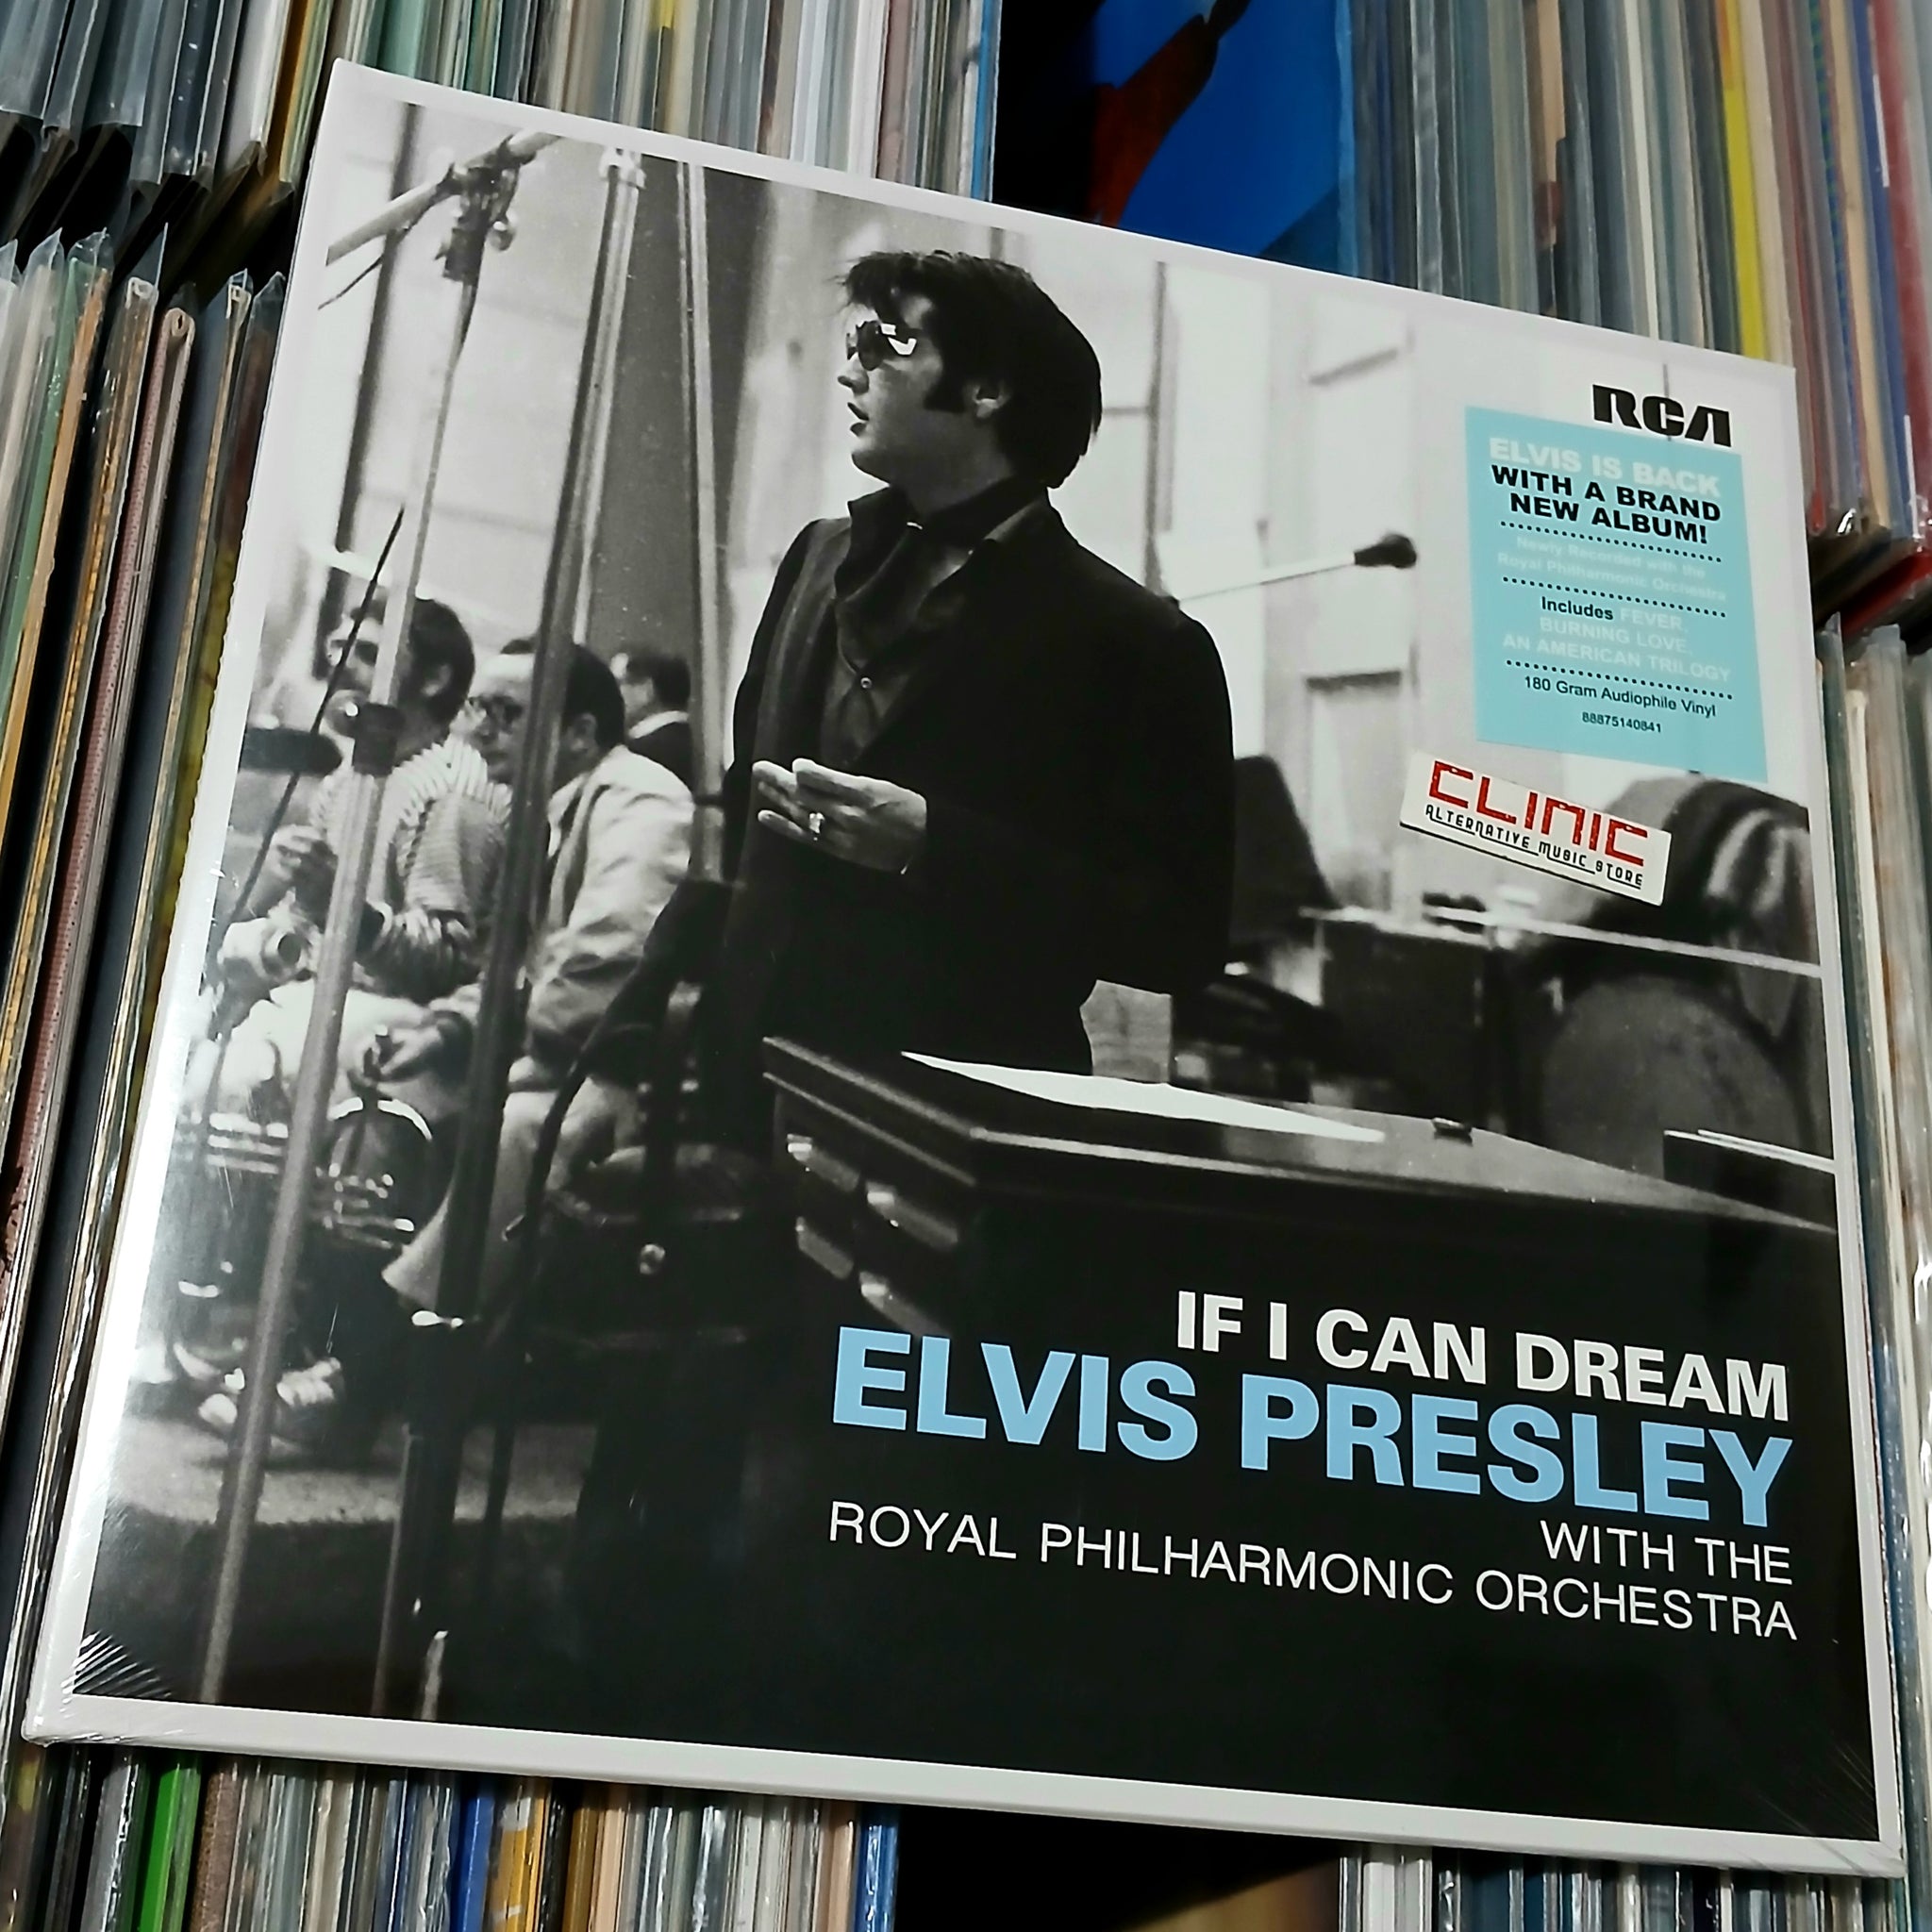 RCA
ELVIS IS BACK
WITH A BRAND
NEW ALBUM!
Newly Recorded with the
Royal Philharmonic Orchestra
Includes FEVER,
BURNING LOVE,
AN AMERICAN TRILOGY
180 Gram Audiophile Vinyl
88875140841
CLINIC
ALTERNATIVE MUSIC STORE
IF I CAN DREAM
ELVIS PRESLEY
WITH THE
ROYAL PHILHARMONIC ORCHESTRA